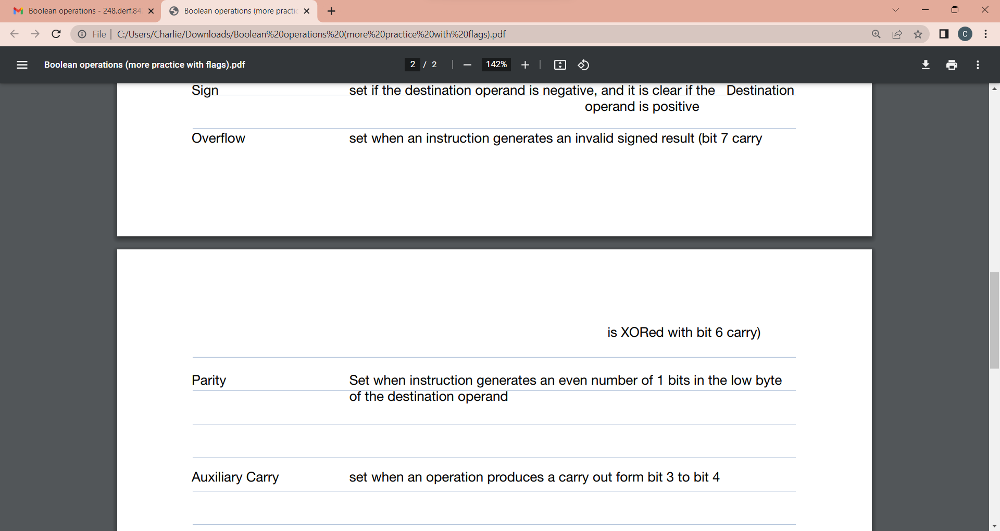 Boolean operations - 248.derf.84
Boolean operations (more practic
File
C:/Users/Charlie/Downloads/Boolean%20operations%20(more%20practice%20with%20flags).pdf
C
Boolean operations (more practice with flags).pdf
2 / 2
142%
Sign set if the destination operand is negative, and it is clear if the Destination
operand is positive
Overflow set when an instruction generates an invalid signed result (bit 7 carry
is XORed with bit 6 carry)
Parity Set when instruction generates an even number of 1 bits in the low byte
of the destination operand
Auxiliary Carry set when an operation produces a carry out form bit 3 to bit 4